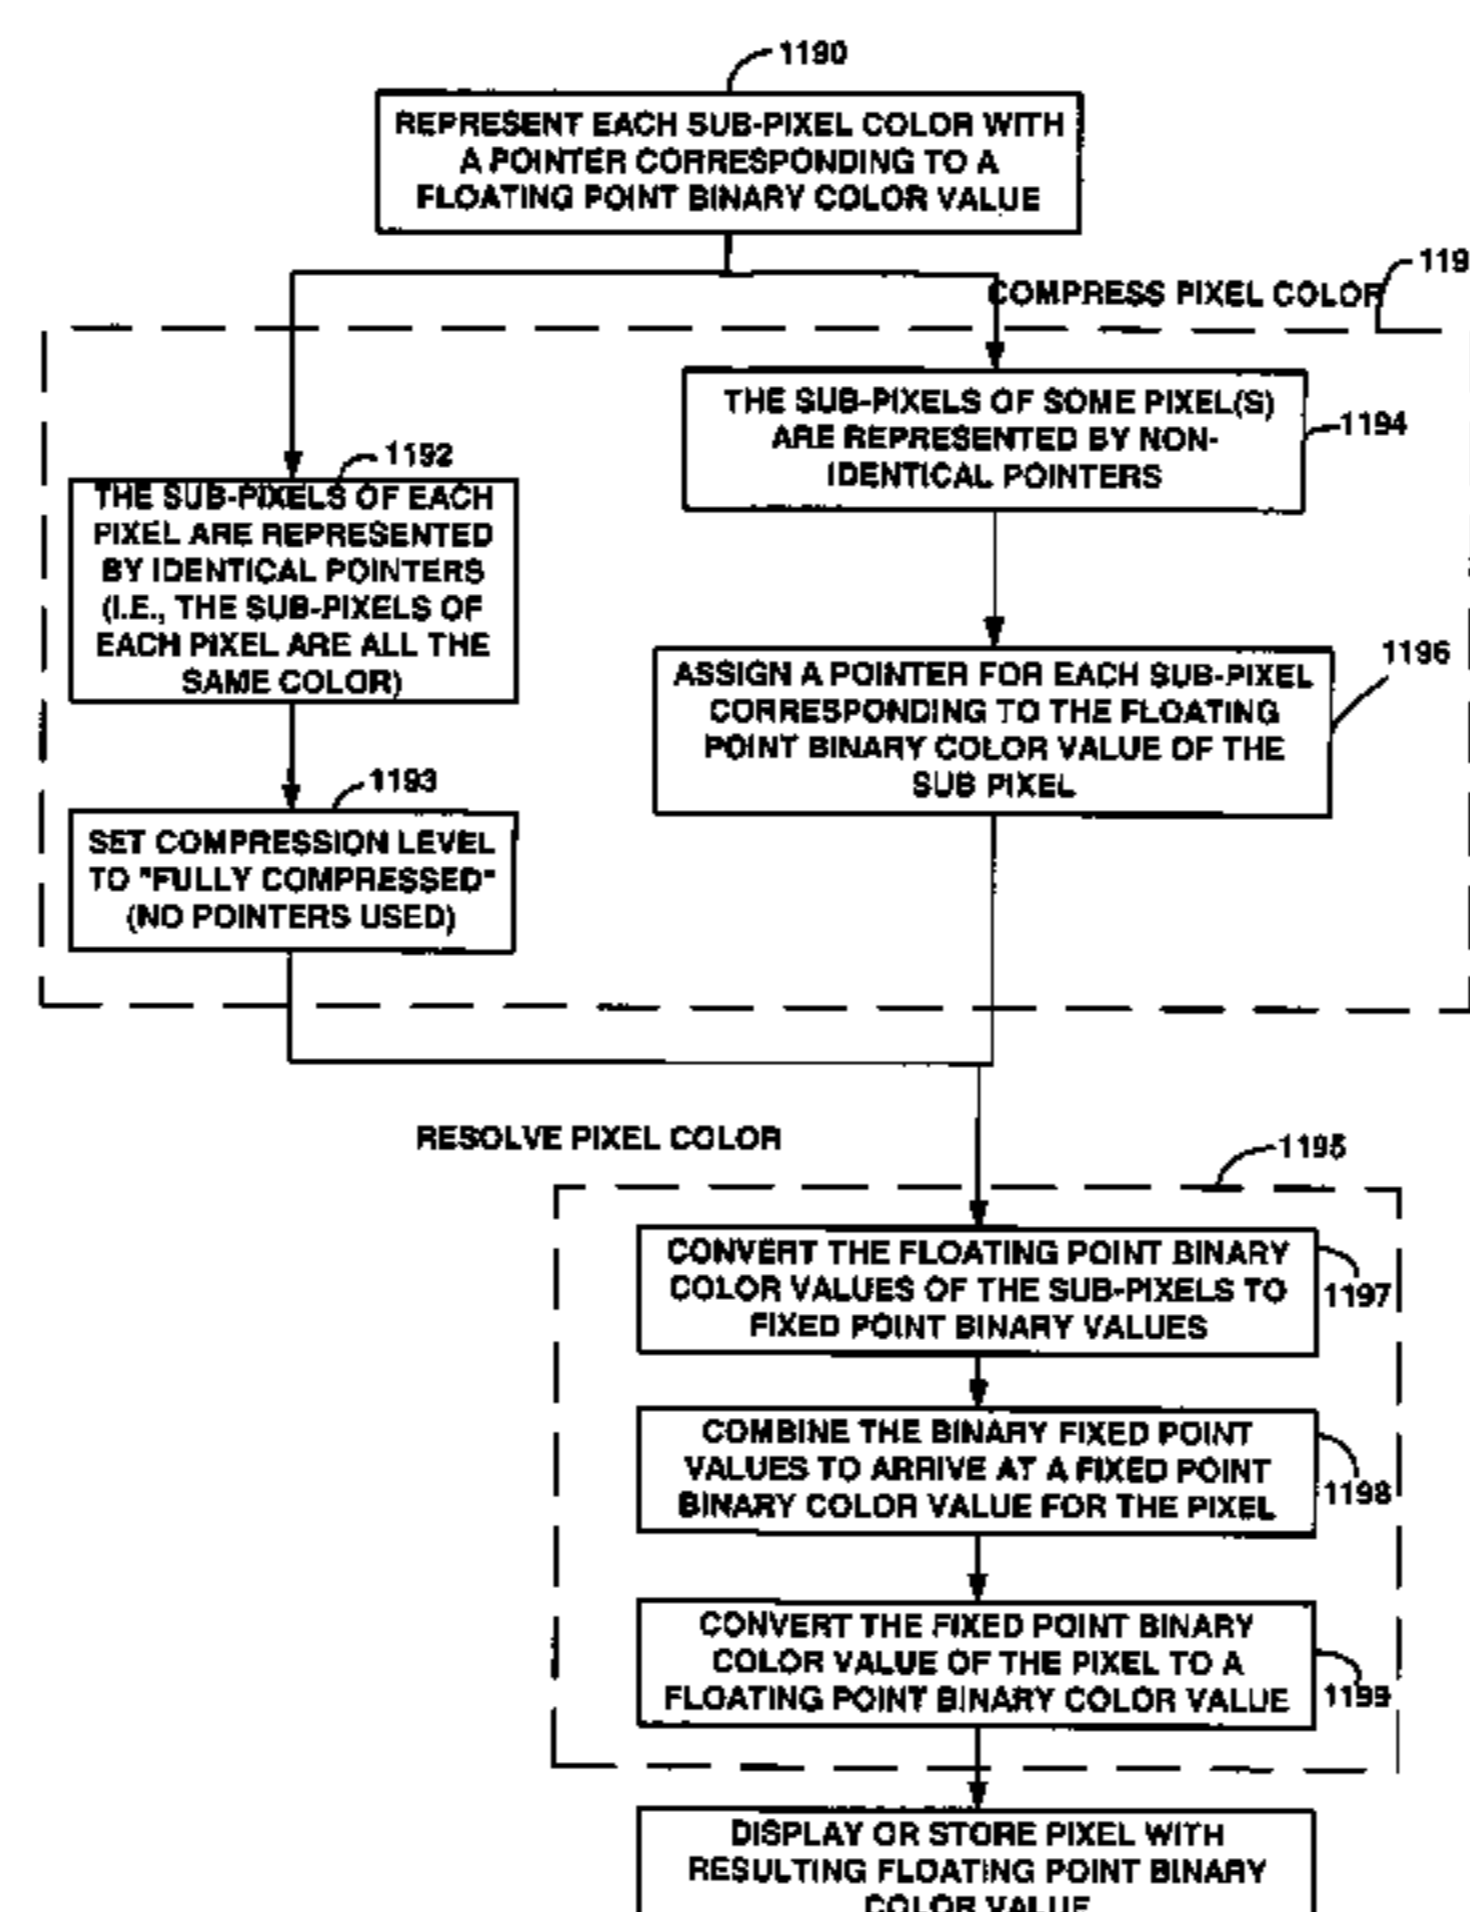 1190
REPRESENT EACH SUB-PIXEL COLOR WITH
A POINTER CORRESPONDING TO A
FLOATING POINT BINARY COLOR VALUE
119
COMPRESS PIXEL COLOR
THE SUB-PIXELS OF SOME PIXEL(S)
ARE REPRESENTED BY NON-
IDENTICAL POINTERS
1194
1192
THE SUB-PIXELS OF EACH
PIXEL ARE REPRESENTED
BY IDENTICAL POINTERS
(I.E., THE SUB-PIXELS OF
EACH PIXEL ARE ALL THE
SAME COLOR)
1196
ASSIGN A POINTER FOR EACH SUB-PIXEL
CORRESPONDING TO THE FLOATING
POINT BINARY COLOR VALUE OF THE
SUB PIXEL
1193
SET COMPRESSION LEVEL
TO "FULLY COMPRESSED"
(NO POINTERS USED)
RESOLVE PIXEL COLOR
1195
CONVERT THE FLOATING POINT BINARY
COLOR VALUES OF THE SUB-PIXELS TO
FIXED POINT BINARY VALUES
1197
COMBINE THE BINARY FIXED POINT
VALUES TO ARRIVE AT A FIXED POINT
BINARY COLOR VALUE FOR THE PIXEL
1198
CONVERT THE FIXED POINT BINARY
COLOR VALUE OF THE PIXEL TO A
FLOATING POINT BINARY COLOR VALUE
1199
DISPLAY OR STORE PIXEL WITH
RESULTING FLOATING POINT BINARY
COLOR VALUE